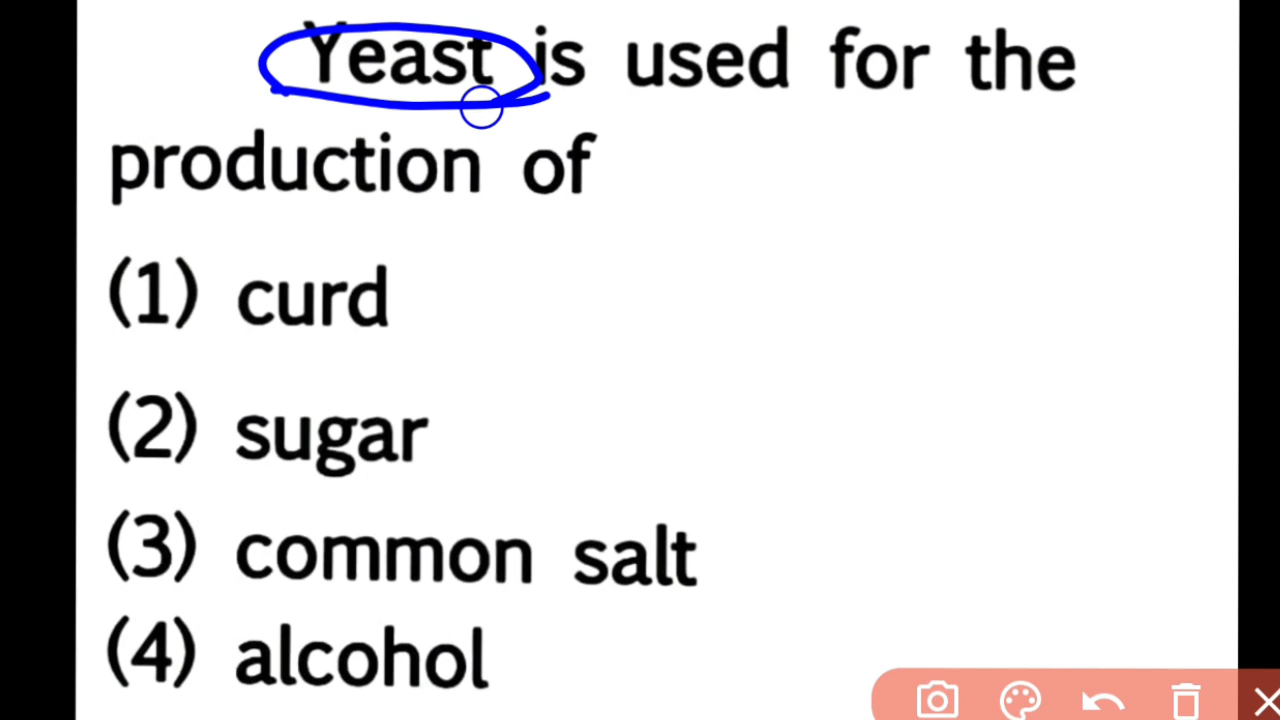 Yeast is used for the
production of
(1) curd
(2) sugar
(3) common salt
(4) alcohol